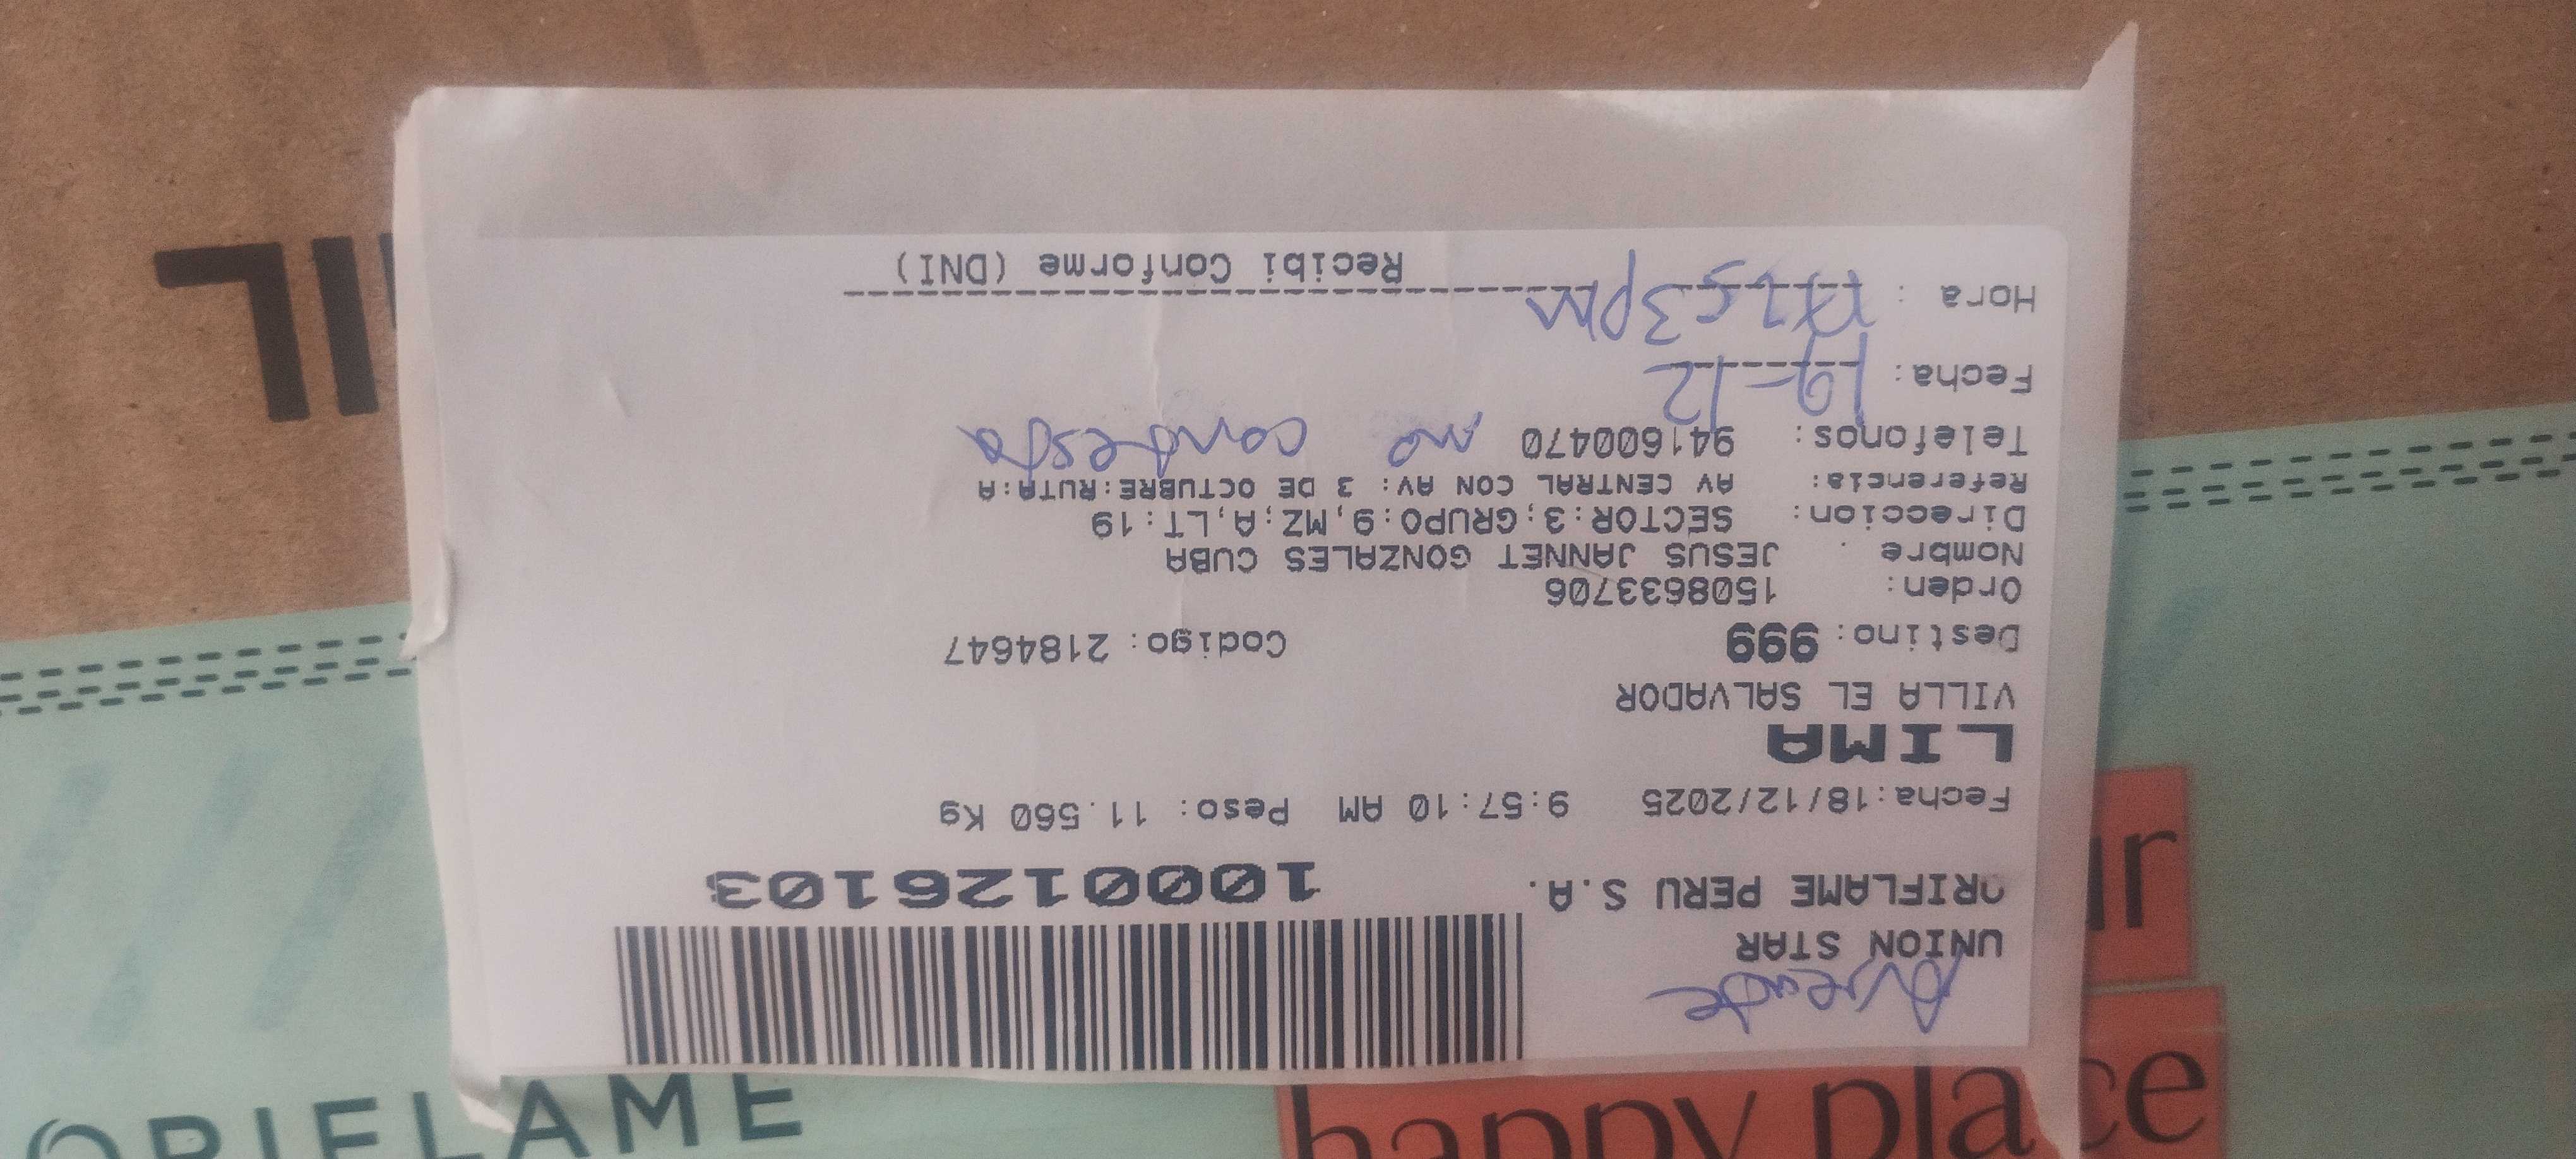 UNION STAR
ORIFLAME PERU S.A. 1000126103
Fecha:18/12/2025 9:57:10 AM Peso: 11.560 Kg
LIMA
VILLA EL SALVADOR
Destino: 999 Codigo: 2184647
Orden: 1508633706
Nombre . JESUS JANNET GONZALES CUBA
Direccion: SECTOR:3;GRUPO:9,MZ;A,LT:19
Referencia: AV CENTRAL CON AV: 3 DE OCTUBRE:RUTA:A
Telefonos: 941600470 no contesta
Fecha: 19-12
Hora : 3pm
Recibi Conforme (DNI)
ORIFLAME
happy place